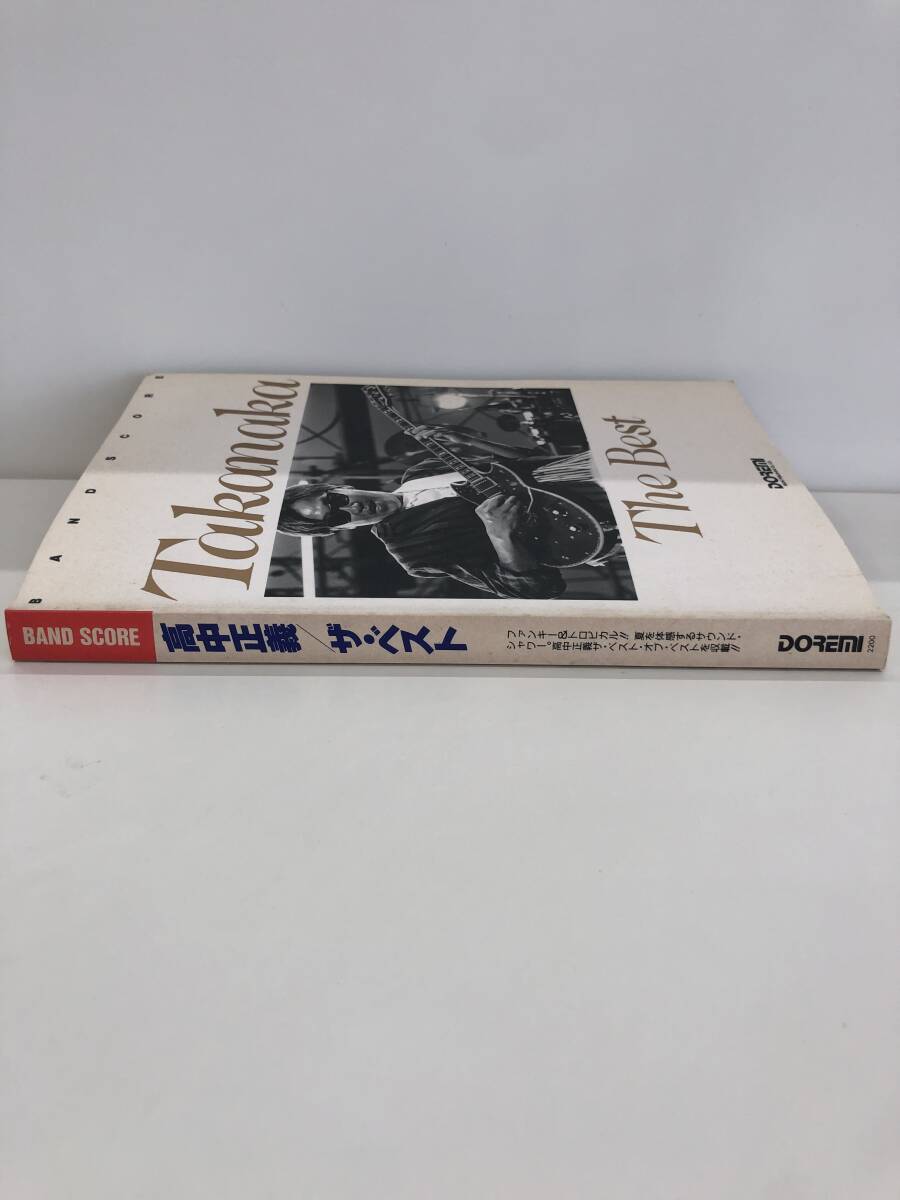 BAND SCORE
Takanaka
The Best
DOREMI
BAND SCORE
高中正義/ザ・ベスト
ファンキー&トロピカル!! 夏を体感するサウンド・
シャワー。高中正義ザ・ベスト・オブ・ベストを収載!!
DOREMI
2200